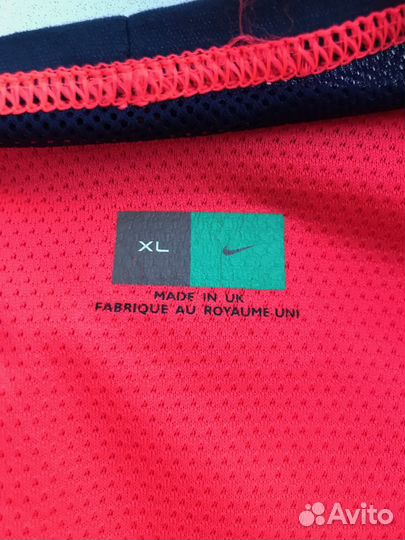 XL
MADE IN UK
FABRIQUE AU ROYAUME-UNI
Avito